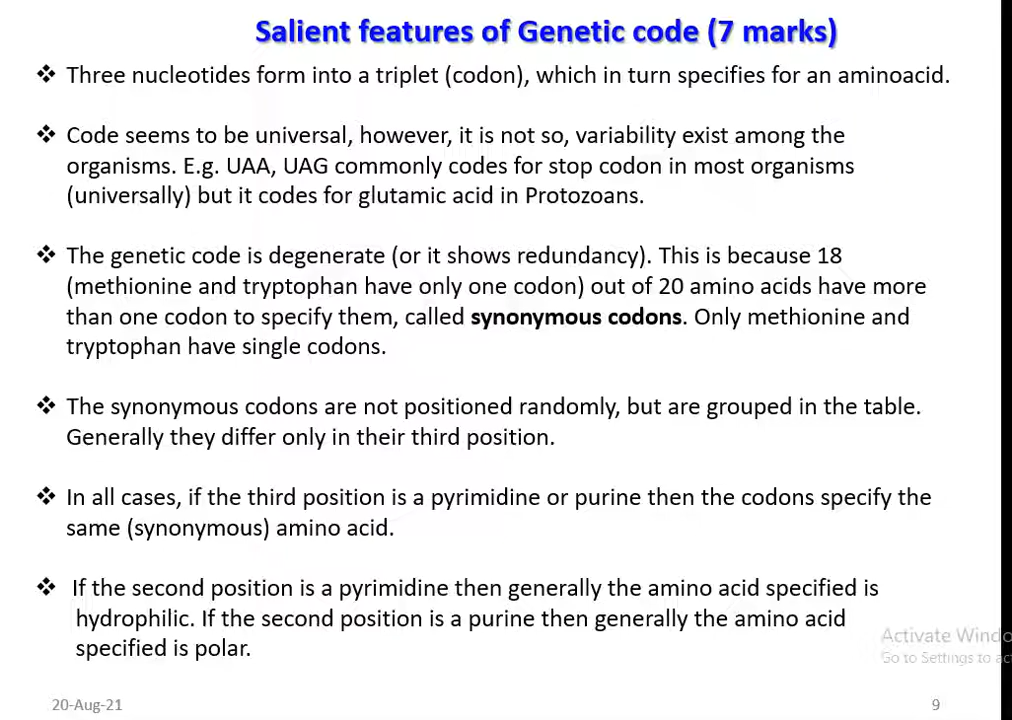 Salient features of Genetic code (7 marks)
❖ Three nucleotides form into a triplet (codon), which in turn specifies for an aminoacid.
❖ Code seems to be universal, however, it is not so, variability exist among the
organisms. E.g. UAA, UAG commonly codes for stop codon in most organisms
(universally) but it codes for glutamic acid in Protozoans.
❖ The genetic code is degenerate (or it shows redundancy). This is because 18
(methionine and tryptophan have only one codon) out of 20 amino acids have more
than one codon to specify them, called synonymous codons. Only methionine and
tryptophan have single codons.
❖ The synonymous codons are not positioned randomly, but are grouped in the table.
Generally they differ only in their third position.
❖ In all cases, if the third position is a pyrimidine or purine then the codons specify the
same (synonymous) amino acid.
❖ If the second position is a pyrimidine then generally the amino acid specified is
hydrophilic. If the second position is a purine then generally the amino acid
specified is polar.
Activate Windo
Go to Settings to ac
20-Aug-21
9